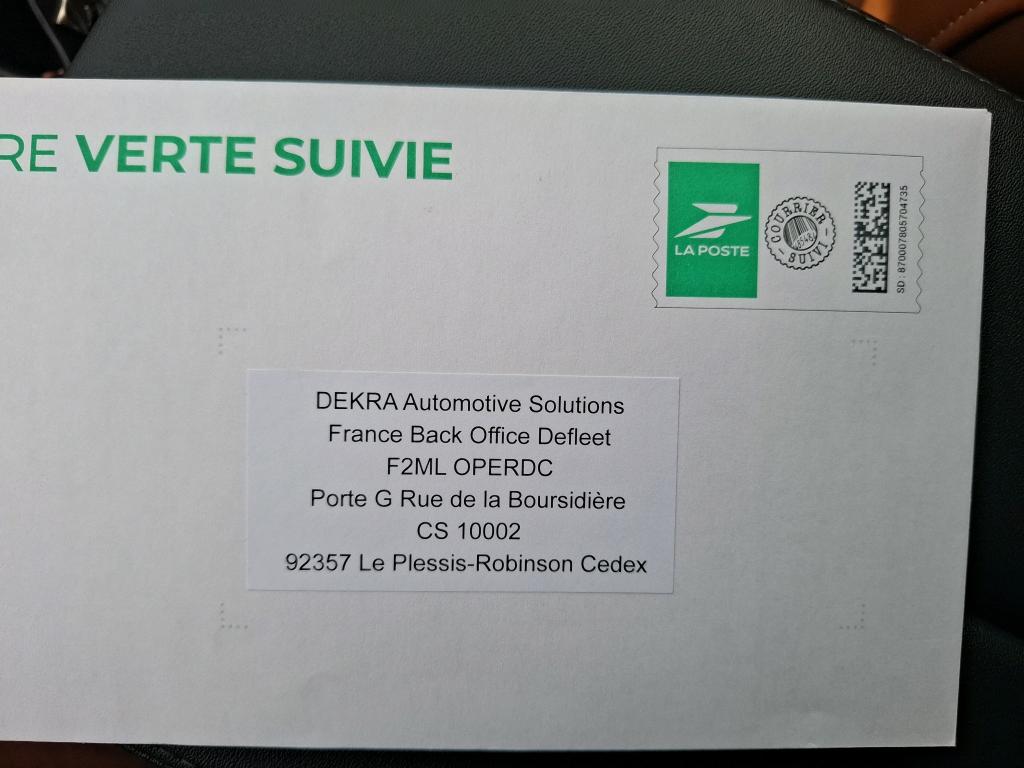 RE VERTE SUIVIE
LA POSTE
COURRIER
SUIVI
SD : 870007805704735
DEKRA Automotive Solutions
France Back Office Defleet
F2ML OPERDC
Porte G Rue de la Boursidière
CS 10002
92357 Le Plessis-Robinson Cedex